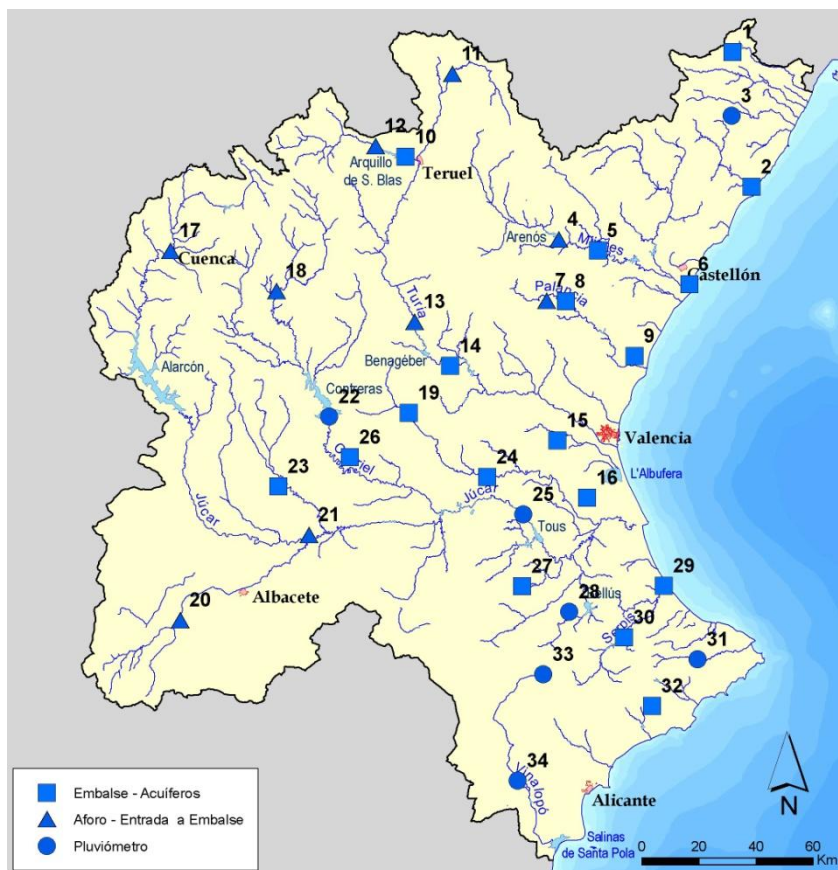 1
11
3
12
10
Arquillo
de S. Blas
Teruel
2
17
Cuenca
4
5
Arenós
Mijares
6
Castellón
18
7
8
Palancia
Turia
13
9
Benagéber
14
Alarcón
Contreras
22
19
15
Valencia
26
Cabriel
24
L'Albufera
23
Júcar
25
16
Júcar
21
Tous
27
29
20
Albacete
28
Bellús
30
Serpis
31
33
32
34
Vinalopó
Alicante
N
Embalse - Acuíferos
Aforo - Entrada a Embalse
Pluviómetro
Salinas
de Santa Pola
0 20 40 60
Km